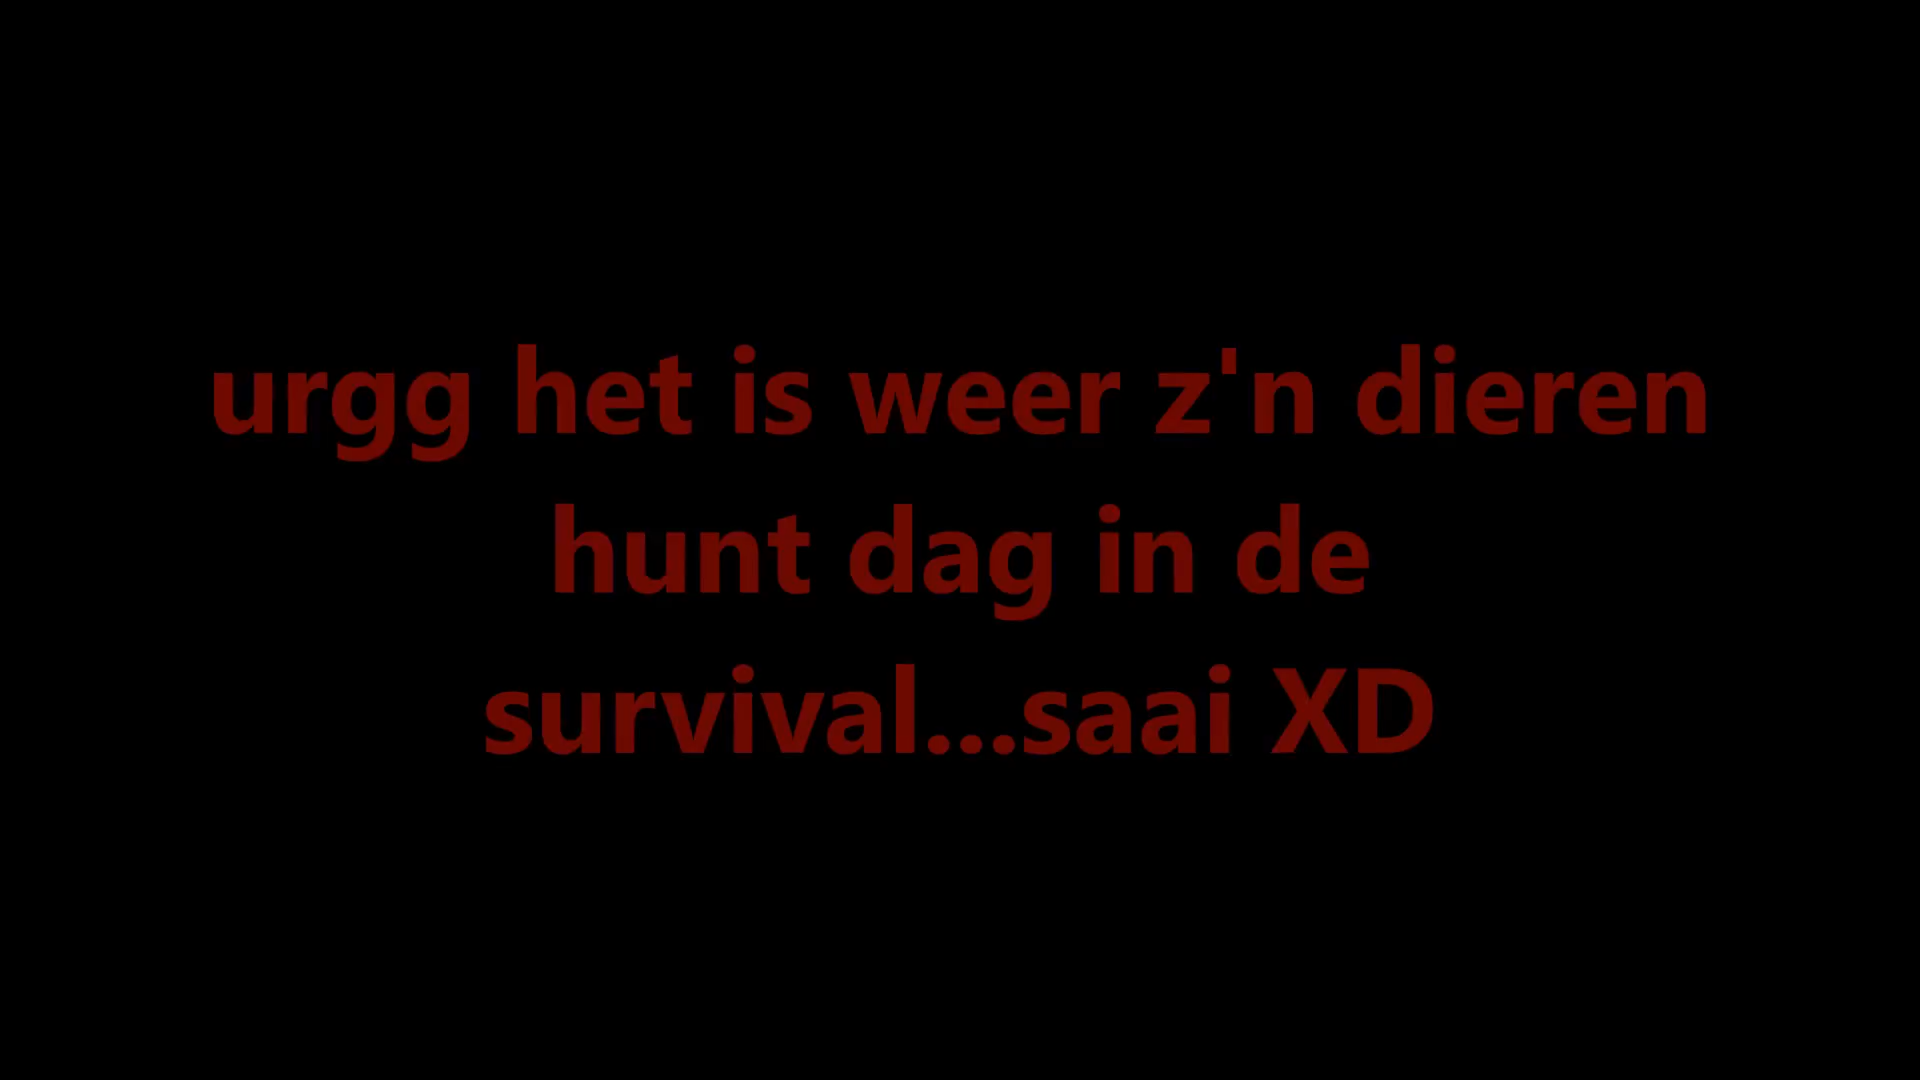 urgg het is weer z'n dieren
hunt dag in de
survival...saai XD